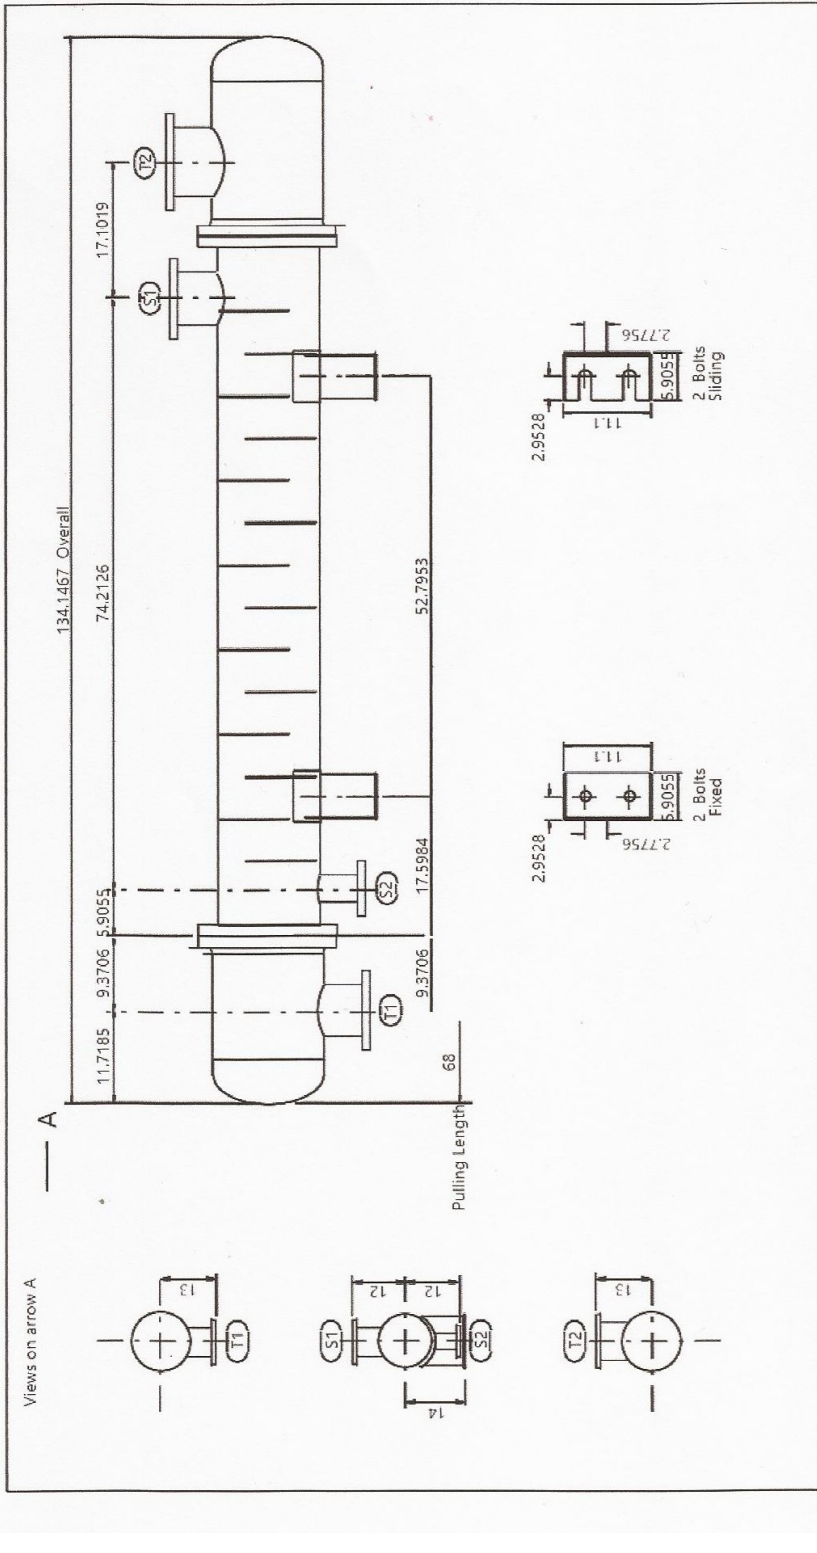 Views on arrow A
A
134.1467 Overall
11.7185
9.3706
5.9055
74.2126
17.1019
T2
S1
S2
T1
9.3706
17.5984
52.7953
68
Pulling Length
13
T1
S1
12
12
S2
14
T2
13
2.9528
11.1
2.7756
5.9055
2 Bolts
Fixed
2.9528
11.1
2.7756
5.9055
2 Bolts
Sliding